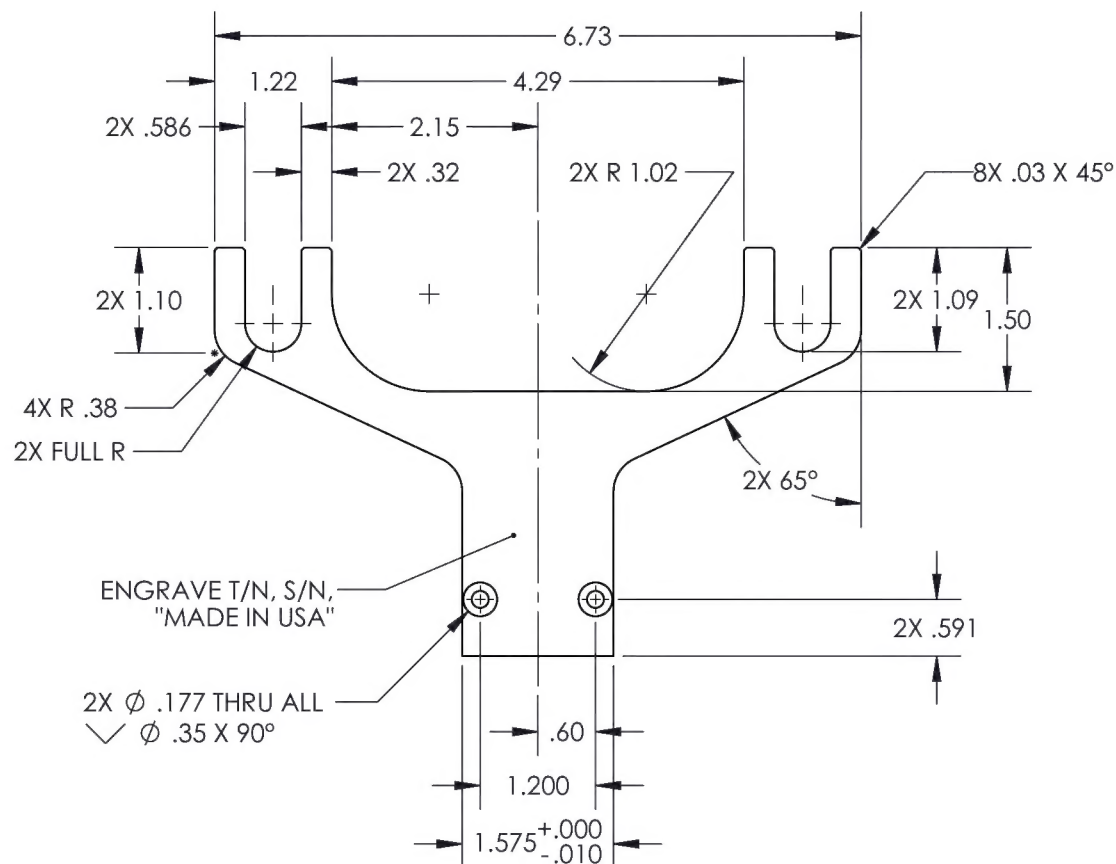 6.73
1.22
4.29
2X .586
2.15
2X .32
2X R 1.02
8X .03 X 45°
2X 1.10
2X 1.09
1.50
4X R .38
2X FULL R
2X 65°
ENGRAVE T/N, S/N,
"MADE IN USA"
2X .591
2X Ø .177 THRU ALL
⌵ Ø .35 X 90°
.60
1.200
1.575 +.000
-.010